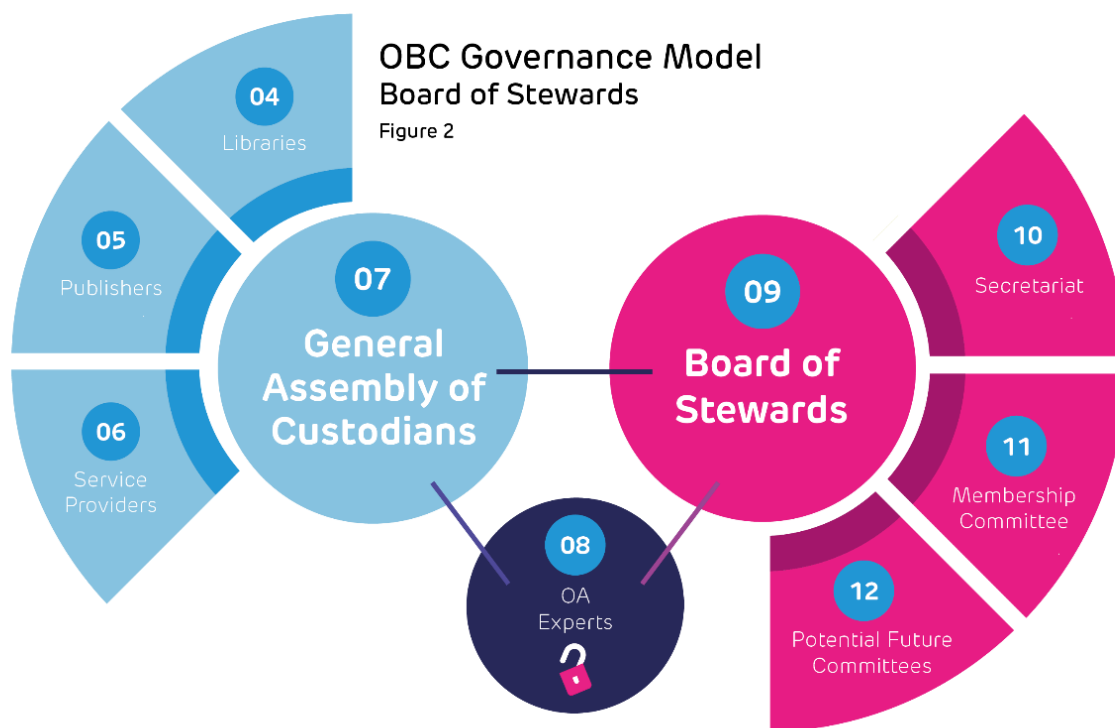 OBC Governance Model
Board of Stewards
Figure 2
04
Libraries
05
Publishers
06
Service
Providers
07
General
Assembly of
Custodians
08
OA
Experts
09
Board of
Stewards
10
Secretariat
11
Membership
Committee
12
Potential Future
Committees